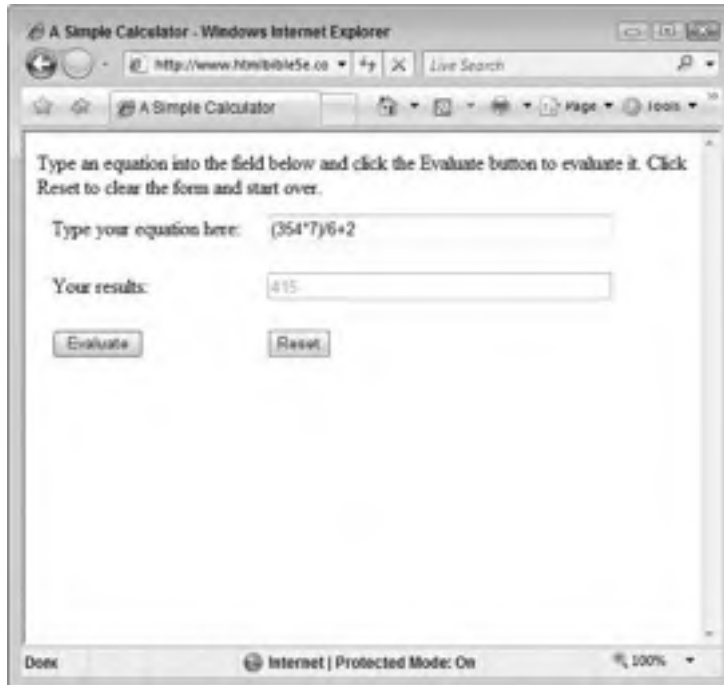 A Simple Calculator - Windows Internet Explorer
http://www.htmlbible5e.co
Live Search
A Simple Calculator
Page
Tools
Type an equation into the field below and click the Evaluate button to evaluate it. Click
Reset to clear the form and start over.
Type your equation here: (354*7)/6+2
Your results: 415
Evaluate
Reset
Done
Internet | Protected Mode: On
100%